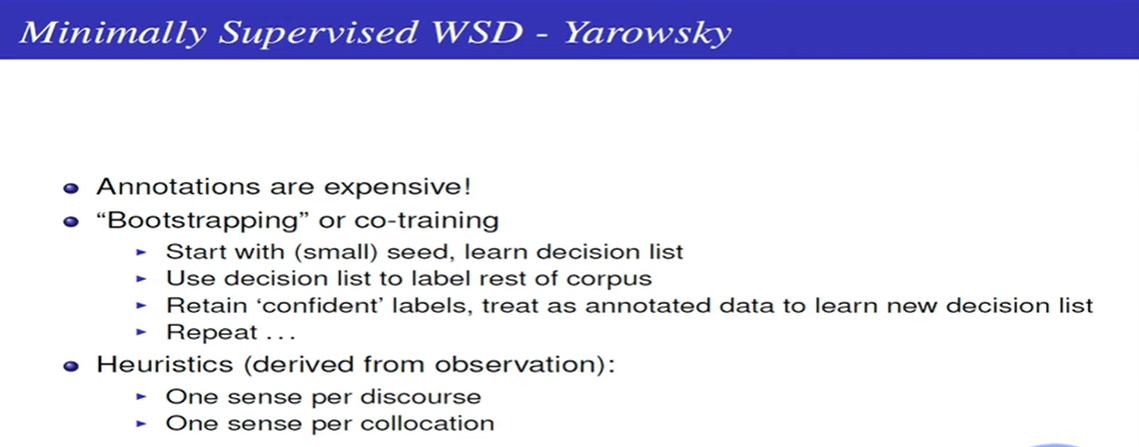 Minimally Supervised WSD - Yarowsky
Annotations are expensive!
“Bootstrapping” or co-training
Start with (small) seed, learn decision list
Use decision list to label rest of corpus
Retain ‘confident’ labels, treat as annotated data to learn new decision list
Repeat ...
Heuristics (derived from observation):
One sense per discourse
One sense per collocation